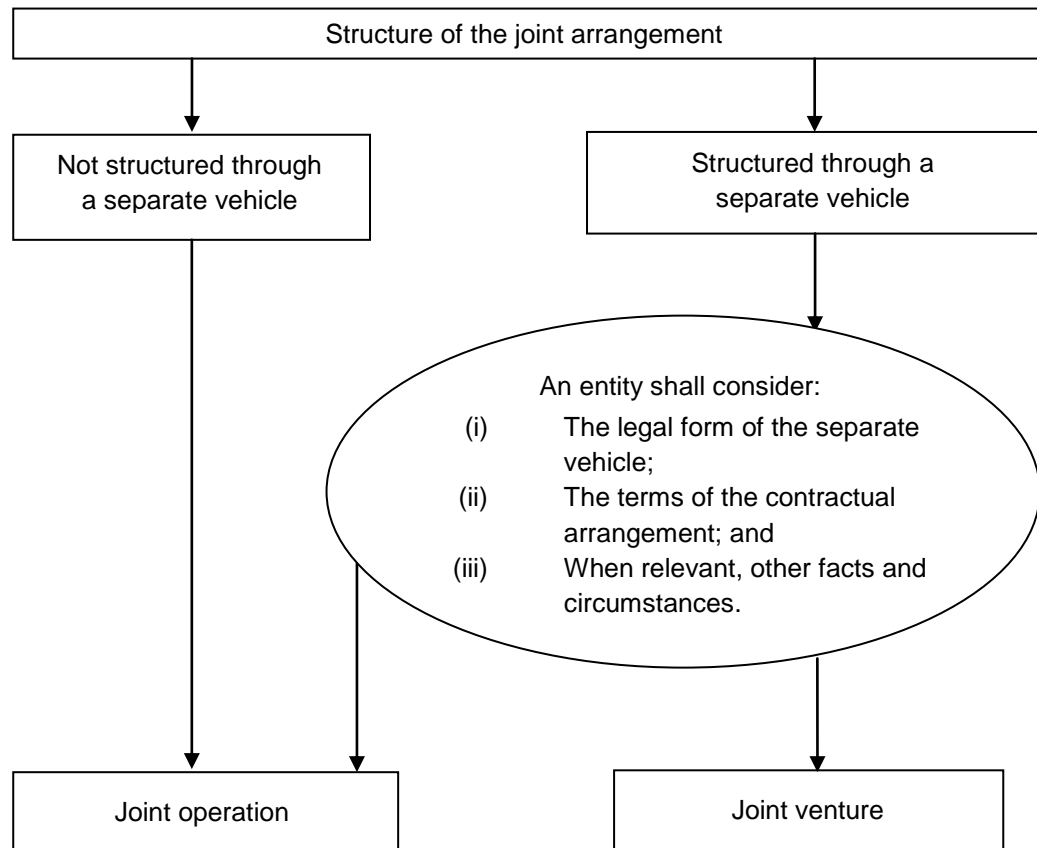 Structure of the joint arrangement
Not structured through
a separate vehicle
Structured through a
separate vehicle
An entity shall consider:
(i) The legal form of the separate
vehicle;
(ii) The terms of the contractual
arrangement; and
(iii) When relevant, other facts and
circumstances.
Joint operation
Joint venture